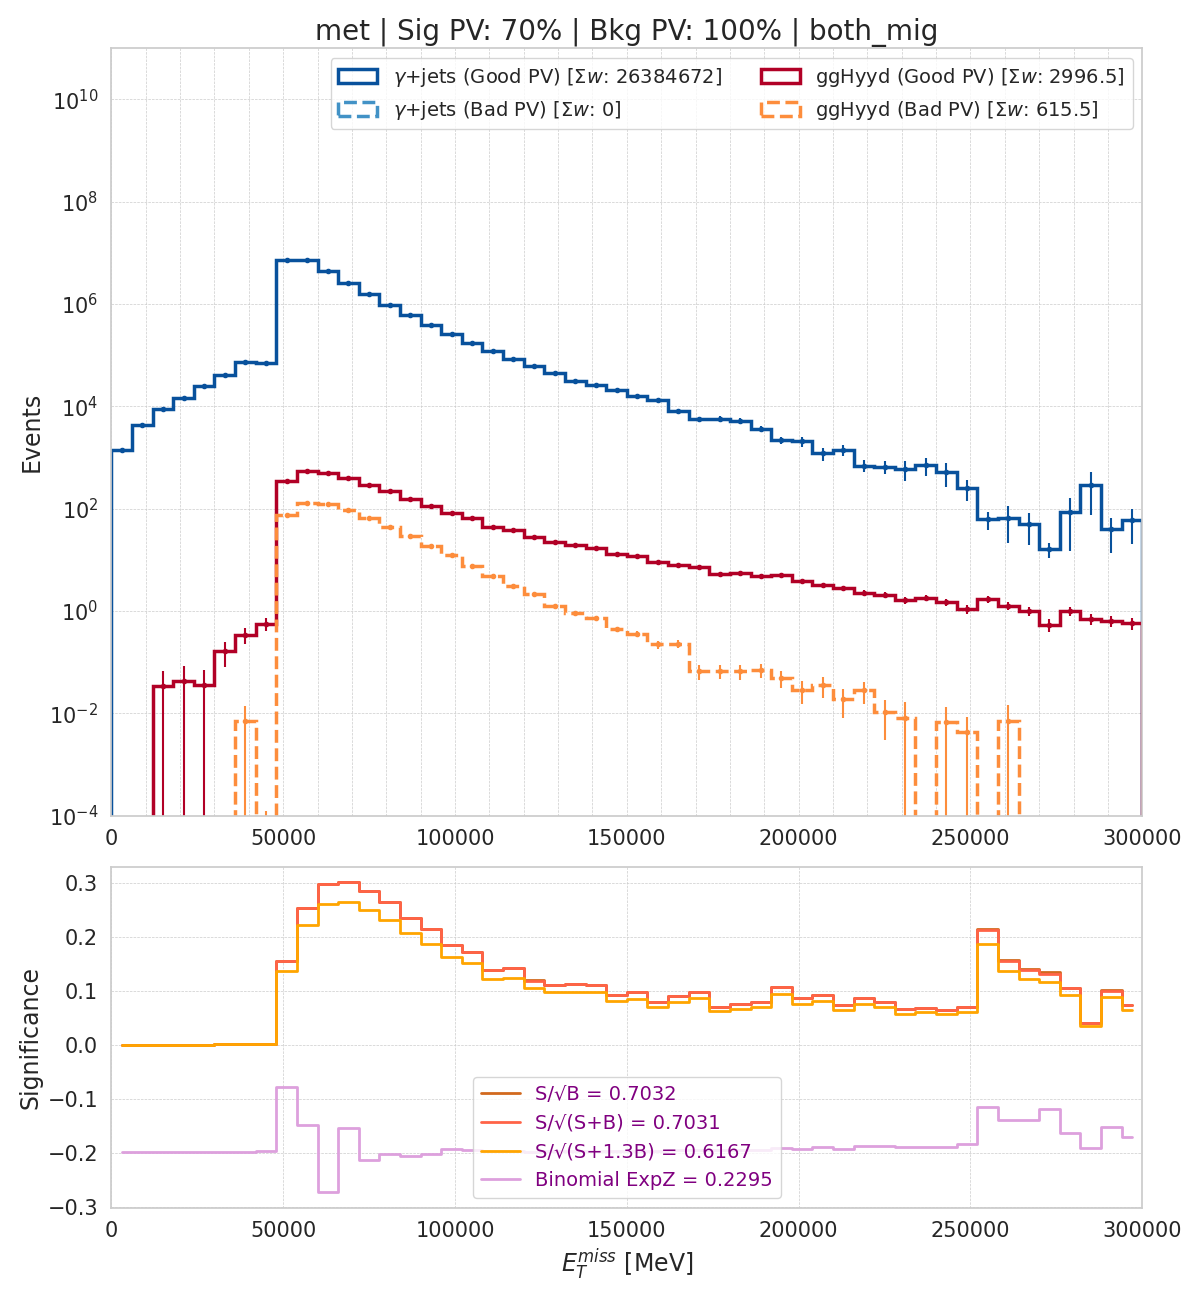 met | Sig PV: 70% | Bkg PV: 100% | both_mig
γ+jets (Good PV) [Σw: 26384672]
γ+jets (Bad PV) [Σw: 0]
ggHyyd (Good PV) [Σw: 2996.5]
ggHyyd (Bad PV) [Σw: 615.5]
Events
10^10
10^8
10^6
10^4
10^2
10^0
10^−2
10^−4
0 50000 100000 150000 200000 250000 300000
Significance
0.3
0.2
0.1
0.0
−0.1
−0.2
−0.3
S/√B = 0.7032
S/√(S+B) = 0.7031
S/√(S+1.3B) = 0.6167
Binomial ExpZ = 0.2295
0 50000 100000 150000 200000 250000 300000
E_T^miss [MeV]